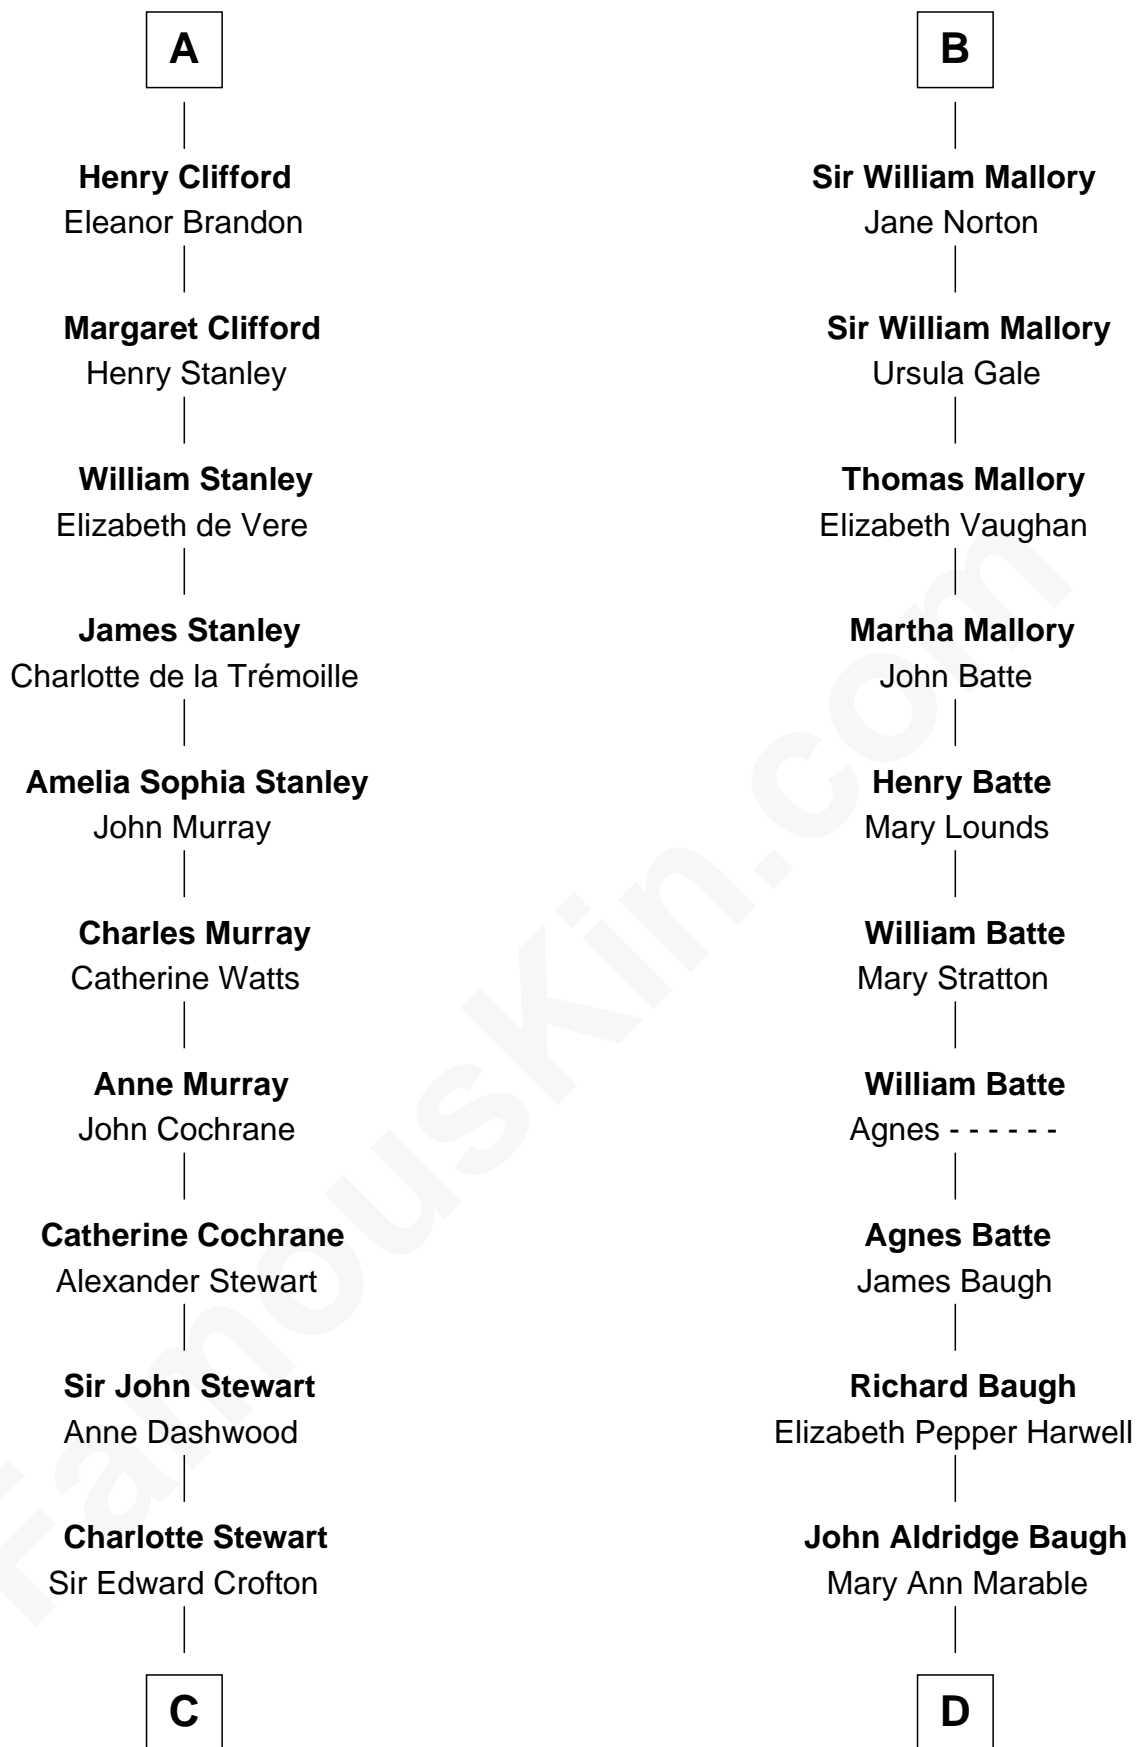 A
Henry Clifford
Eleanor Brandon
Margaret Clifford
Henry Stanley
William Stanley
Elizabeth de Vere
James Stanley
Charlotte de la Trémoille
Amelia Sophia Stanley
John Murray
Charles Murray
Catherine Watts
Anne Murray
John Cochrane
Catherine Cochrane
Alexander Stewart
Sir John Stewart
Anne Dashwood
Charlotte Stewart
Sir Edward Crofton
C
B
Sir William Mallory
Jane Norton
Sir William Mallory
Ursula Gale
Thomas Mallory
Elizabeth Vaughan
Martha Mallory
John Batte
Henry Batte
Mary Lounds
William Batte
Mary Stratton
William Batte
Agnes - - - - - -
Agnes Batte
James Baugh
Richard Baugh
Elizabeth Pepper Harwell
John Aldridge Baugh
Mary Ann Marable
D
FamousKin.com